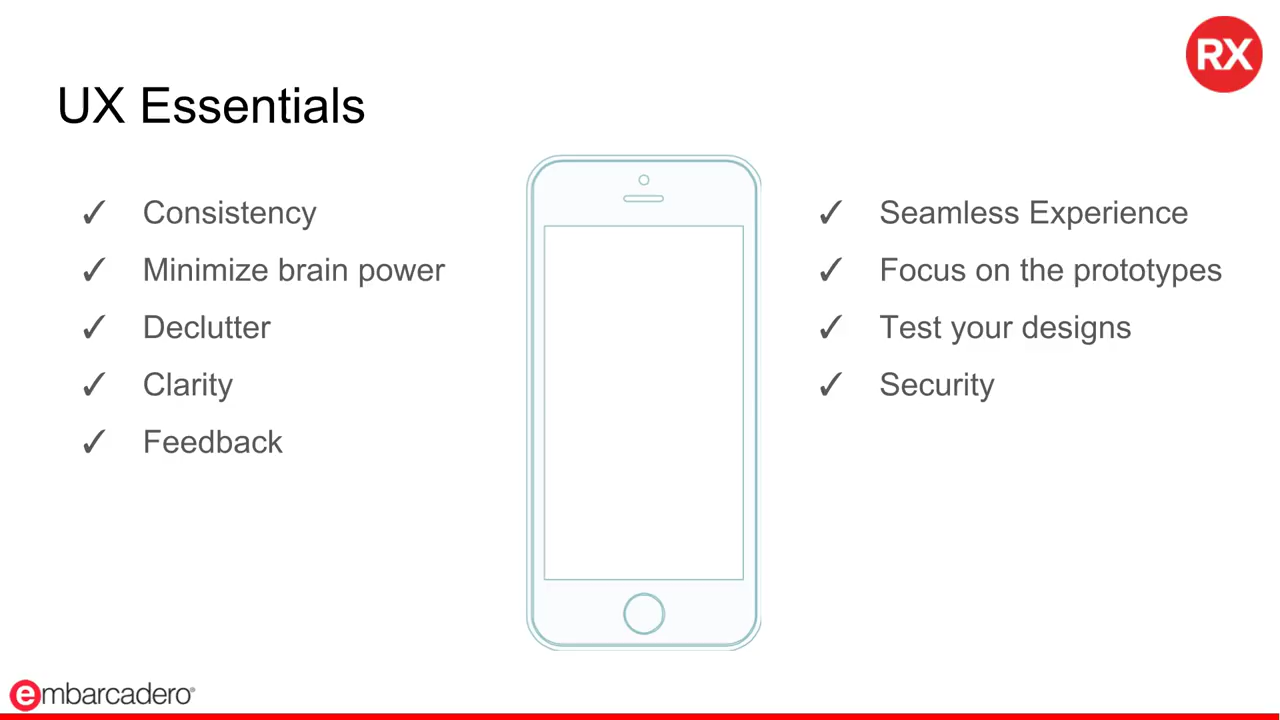 RX
UX Essentials
✓ Consistency
✓ Minimize brain power
✓ Declutter
✓ Clarity
✓ Feedback
✓ Seamless Experience
✓ Focus on the prototypes
✓ Test your designs
✓ Security
embarcadero®